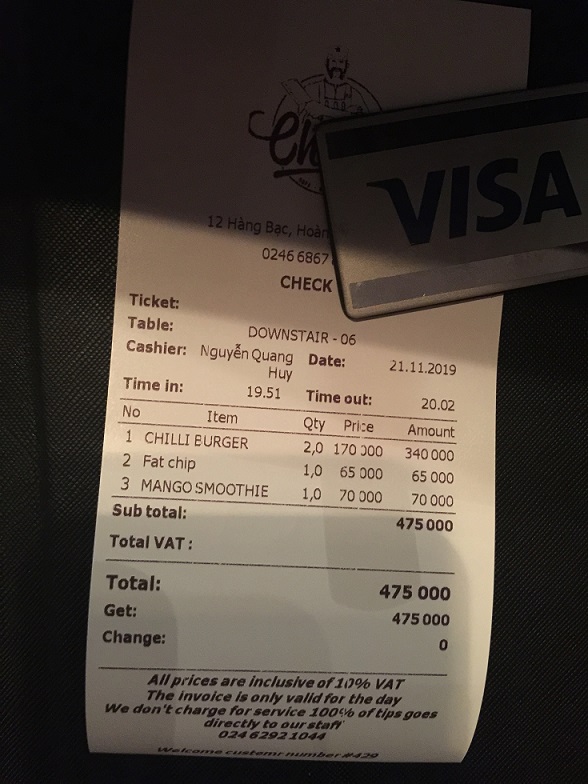 Ch
VISA
12 Hàng Bạc, Hoàn
0246 6867
CHECK
Ticket:
Table: DOWNSTAIR - 06
Cashier: Nguyễn Quang Huy Date: 21.11.2019
Time in: 19.51 Time out: 20.02
No Item Qty Price Amount
1 CHILLI BURGER 2,0 170 000 340 000
2 Fat chip 1,0 65 000 65 000
3 MANGO SMOOTHIE 1,0 70 000 70 000
Sub total: 475 000
Total VAT :
Total: 475 000
Get: 475 000
Change: 0
All prices are inclusive of 10% VAT
The invoice is only valid for the day
We don't charge for service 100% of tips goes
directly to our staff
024 6292 1044
Welcome custemr number #429